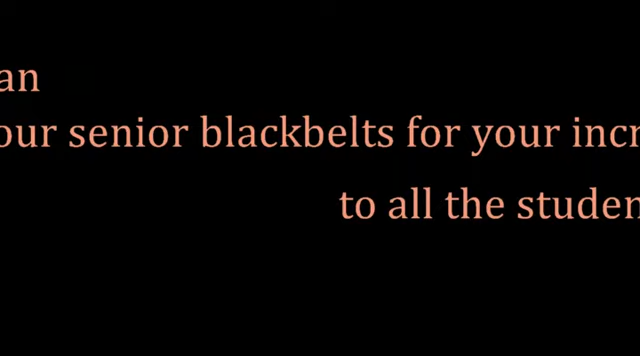 an
our senior blackbelts for your incr
to all the studen